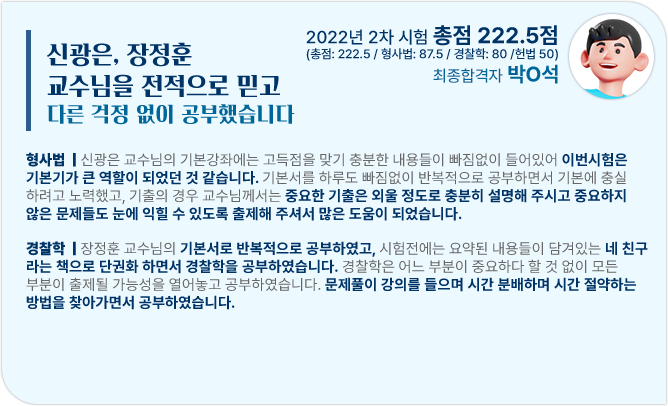 신광은, 장정훈
교수님을 전적으로 믿고
다른 걱정 없이 공부했습니다
2022년 2차 시험 총점 222.5점
(총점: 222.5 / 형사법: 87.5 / 경찰학: 80 /헌법 50)
최종합격자 박O석
형사법 | 신광은 교수님의 기본강좌에는 고득점을 맞기 충분한 내용들이 빠짐없이 들어있어 이번시험은
기본기가 큰 역할이 되었던 것 같습니다. 기본서를 하루도 빠짐없이 반복적으로 공부하면서 기본에 충실
하려고 노력했고, 기출의 경우 교수님께서는 중요한 기출은 외울 정도로 충분히 설명해 주시고 중요하지
않은 문제들도 눈에 익힐 수 있도록 출제해 주셔서 많은 도움이 되었습니다.
경찰학 | 장정훈 교수님의 기본서로 반복적으로 공부하였고, 시험전에는 요약된 내용들이 담겨있는 네 친구
라는 책으로 단권화 하면서 경찰학을 공부하였습니다. 경찰학은 어느 부분이 중요하다 할 것 없이 모든
부분이 출제될 가능성을 열어놓고 공부하였습니다. 문제풀이 강의를 들으며 시간 분배하며 시간 절약하는
방법을 찾아가면서 공부하였습니다.